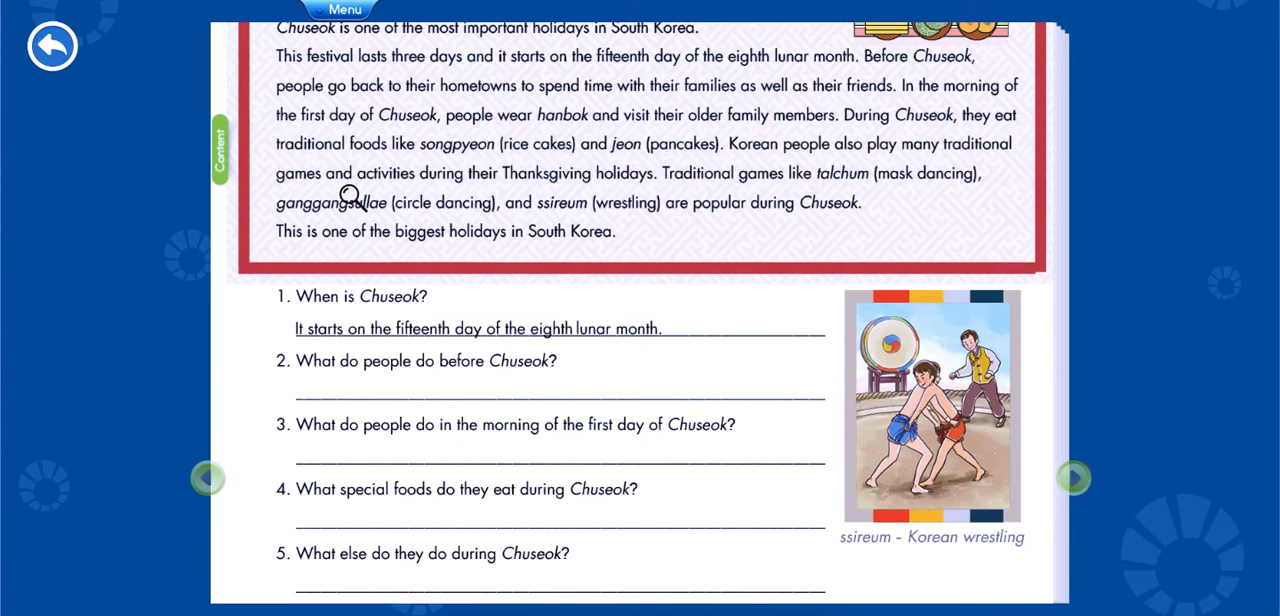 Menu
Chuseok is one of the most important holidays in South Korea.
This festival lasts three days and it starts on the fifteenth day of the eighth lunar month. Before Chuseok,
people go back to their hometowns to spend time with their families as well as their friends. In the morning of
the first day of Chuseok, people wear hanbok and visit their older family members. During Chuseok, they eat
traditional foods like songpyeon (rice cakes) and jeon (pancakes). Korean people also play many traditional
games and activities during their Thanksgiving holidays. Traditional games like talchum (mask dancing),
ganggangsullae (circle dancing), and ssireum (wrestling) are popular during Chuseok.
This is one of the biggest holidays in South Korea.
Content
1. When is Chuseok?
It starts on the fifteenth day of the eighth lunar month.
2. What do people do before Chuseok?
3. What do people do in the morning of the first day of Chuseok?
4. What special foods do they eat during Chuseok?
5. What else do they do during Chuseok?
ssireum - Korean wrestling